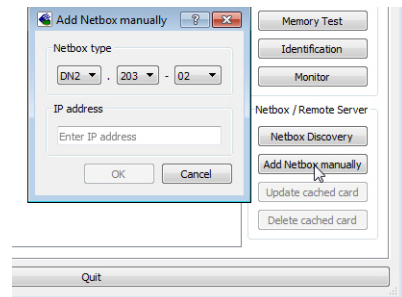 Add Netbox manually
Netbox type
DN2 . 203 - 02
IP address
Enter IP address
OK Cancel
Memory Test
Identification
Monitor
Netbox / Remote Server
Netbox Discovery
Add Netbox manually
Update cached card
Delete cached card
Quit